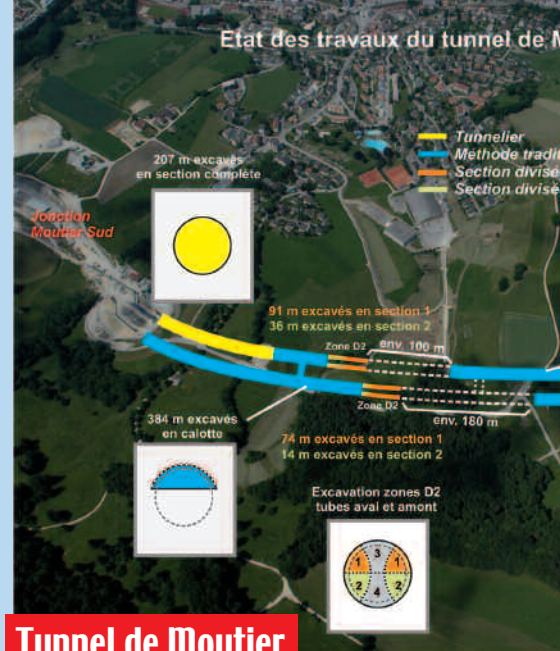 Etat des travaux du tunnel de M
Tunnelier
Méthode tradit
Section divisé
Section divisé
207 m excavés
en section complète
Jonction
Moutier Sud
91 m excavés en section 1
36 m excavés en section 2
Zone D2
env. 100 m
Zone D2
env. 180 m
384 m excavés
en calotte
74 m excavés en section 1
14 m excavés en section 2
Excavation zones D2
tubes aval et amont
3
1
1
2
2
4
Tunnel de Moutier